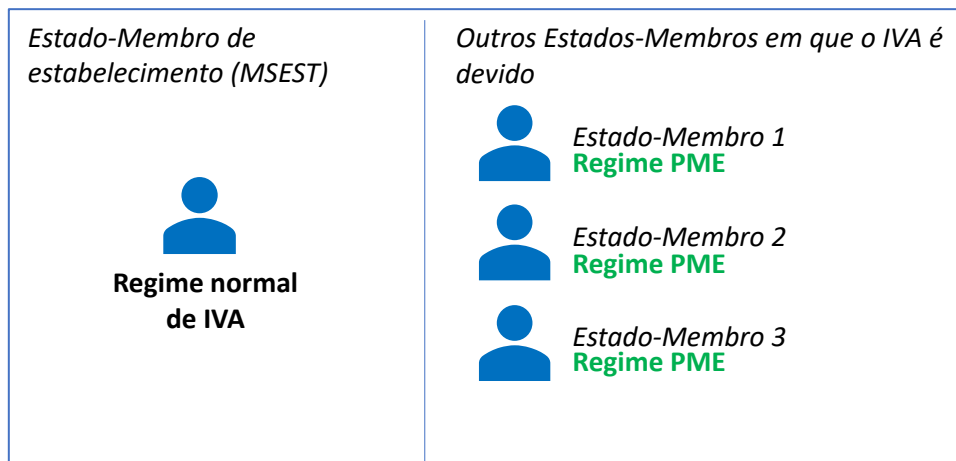 Estado-Membro de
estabelecimento (MSEST)
Regime normal
de IVA
Outros Estados-Membros em que o IVA é
devido
Estado-Membro 1
Regime PME
Estado-Membro 2
Regime PME
Estado-Membro 3
Regime PME